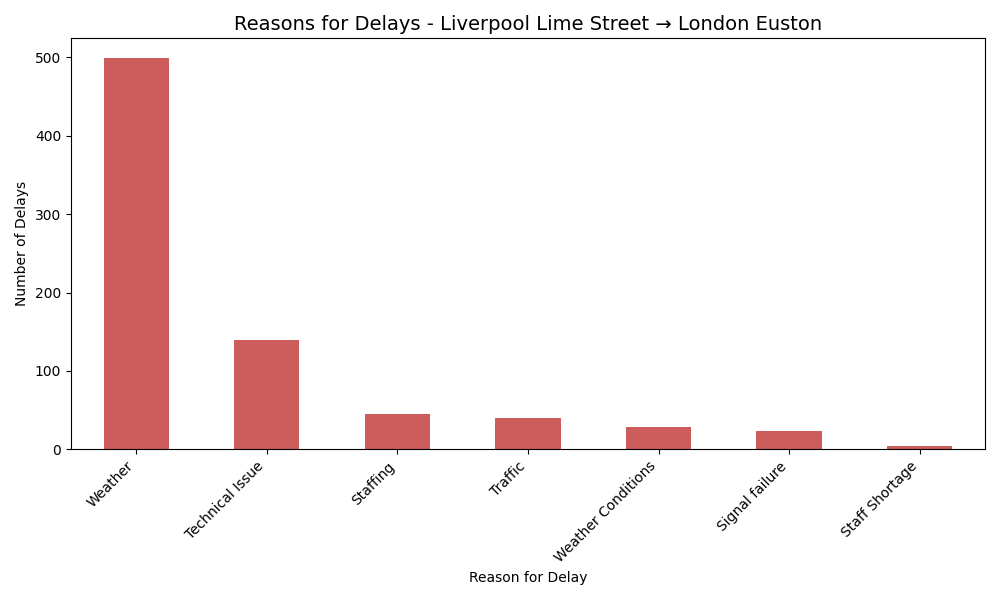 Reasons for Delays - Liverpool Lime Street → London Euston
Number of Delays
500
400
300
200
100
0
Weather
Technical Issue
Staffing
Traffic
Weather Conditions
Signal failure
Staff Shortage
Reason for Delay